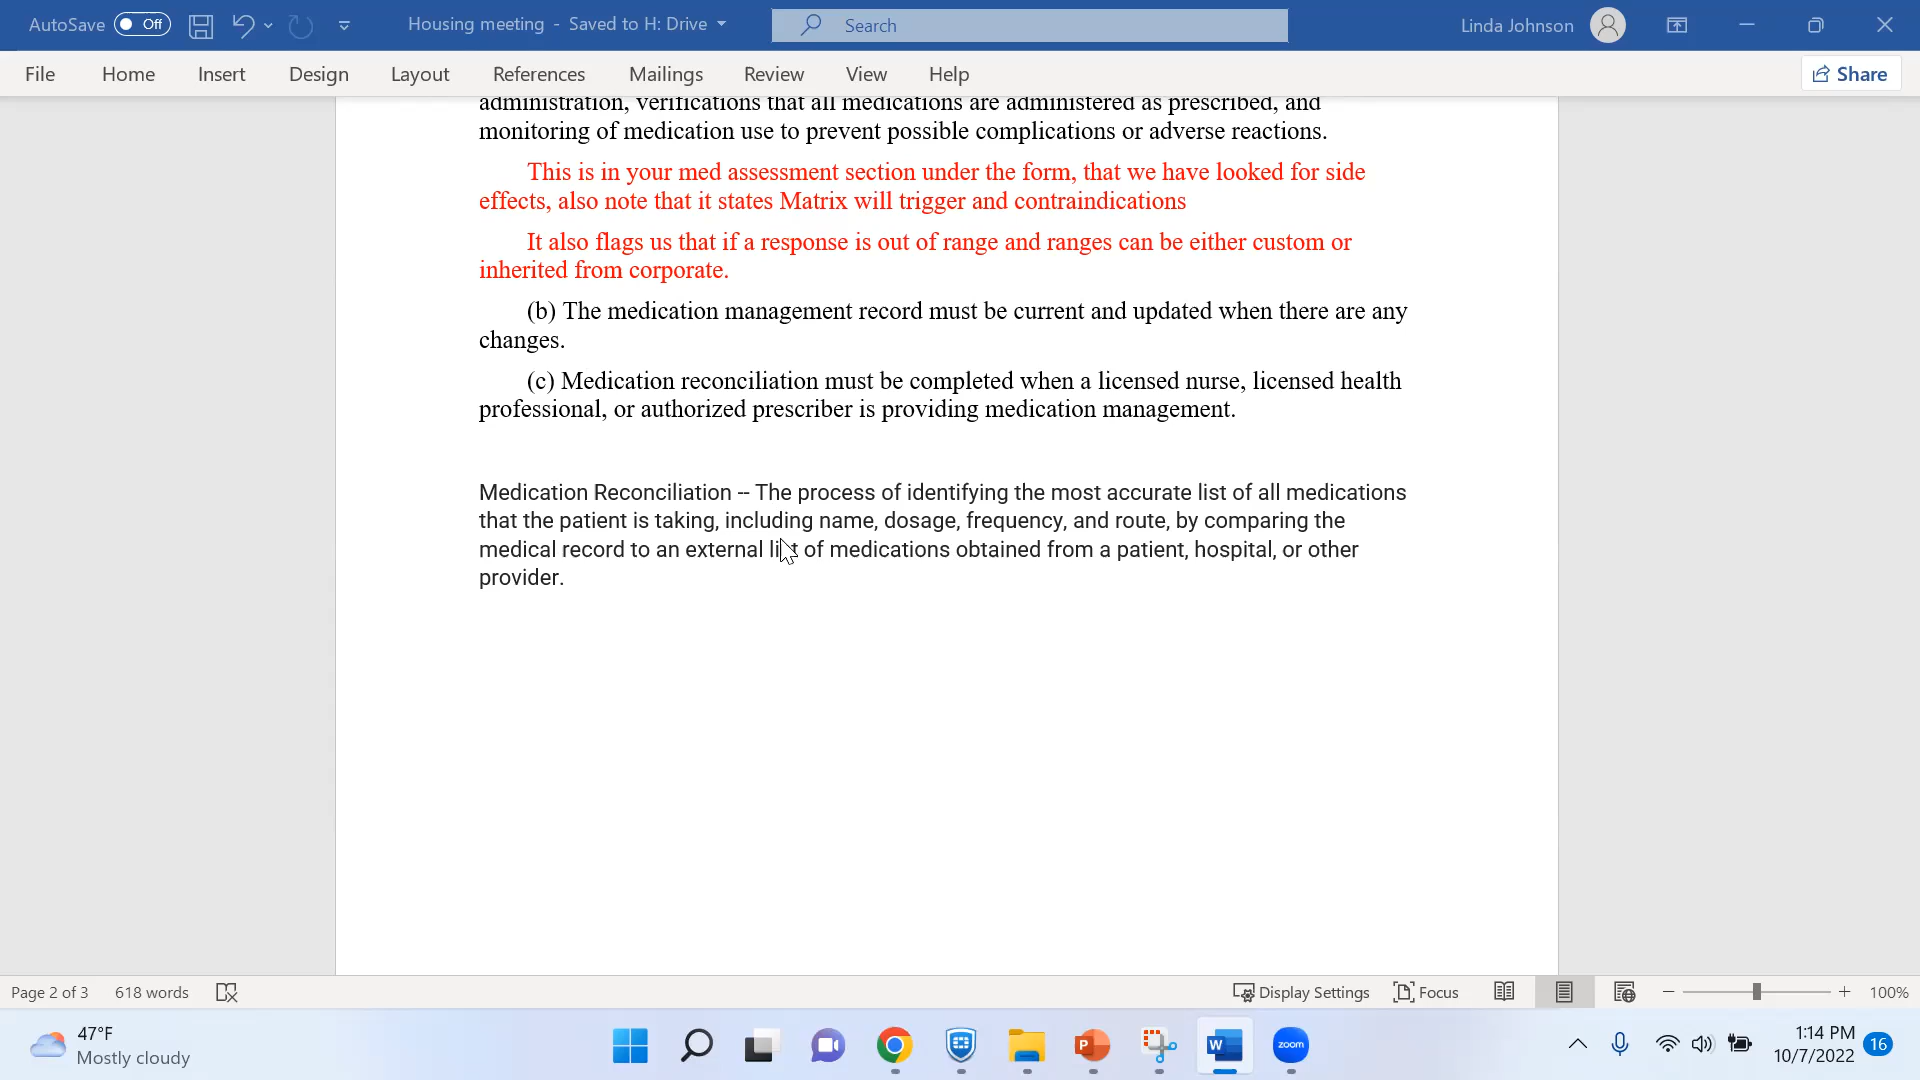 AutoSave Off Housing meeting - Saved to H: Drive Search Linda Johnson
File Home Insert Design Layout References Mailings Review View Help Share
administration, verifications that all medications are administered as prescribed, and
monitoring of medication use to prevent possible complications or adverse reactions.
This is in your med assessment section under the form, that we have looked for side
effects, also note that it states Matrix will trigger and contraindications
It also flags us that if a response is out of range and ranges can be either custom or
inherited from corporate.
(b) The medication management record must be current and updated when there are any
changes.
(c) Medication reconciliation must be completed when a licensed nurse, licensed health
professional, or authorized prescriber is providing medication management.
Medication Reconciliation -- The process of identifying the most accurate list of all medications
that the patient is taking, including name, dosage, frequency, and route, by comparing the
medical record to an external list of medications obtained from a patient, hospital, or other
provider.
Page 2 of 3 618 words Display Settings Focus 100%
47°F
Mostly cloudy
P W zoom
1:14 PM
10/7/2022 16